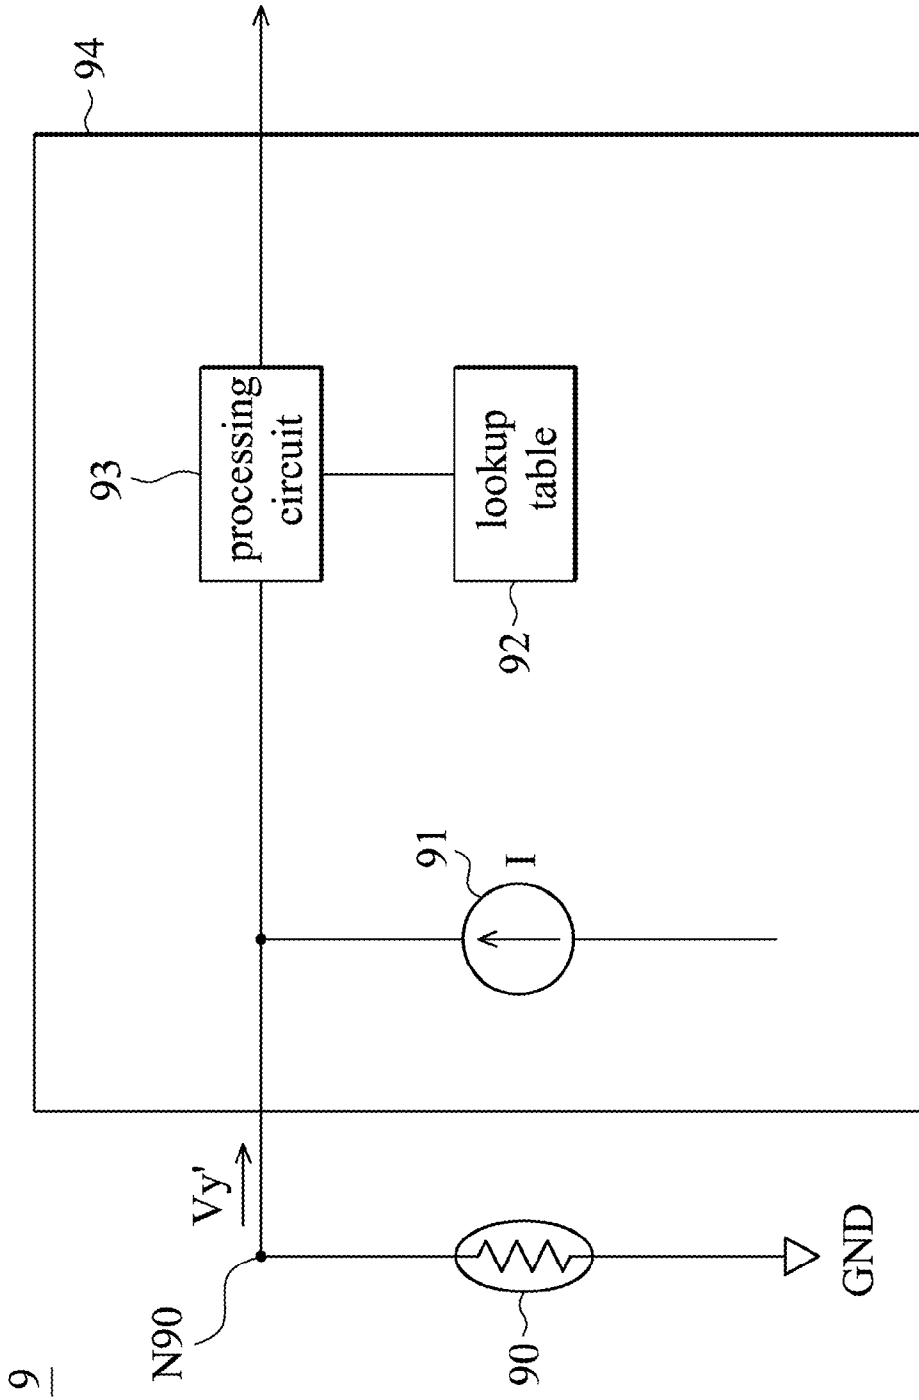 9
94
93
processing
circuit
lookup
table
92
91
I
Vy'
N90
90
GND